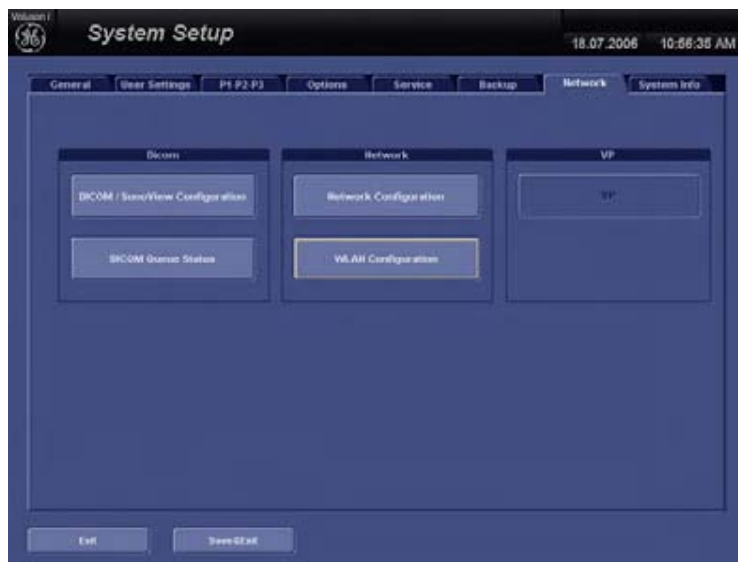 Voluson i
System Setup
18.07.2006 10:56:35 AM
General User Settings P1-P2-P3 Options Service Backup Network System Info
Dicom Network VP
DICOM / SonoView Configuration Network Configuration VP
DICOM Queue Status WLAN Configuration
Exit Save&Exit